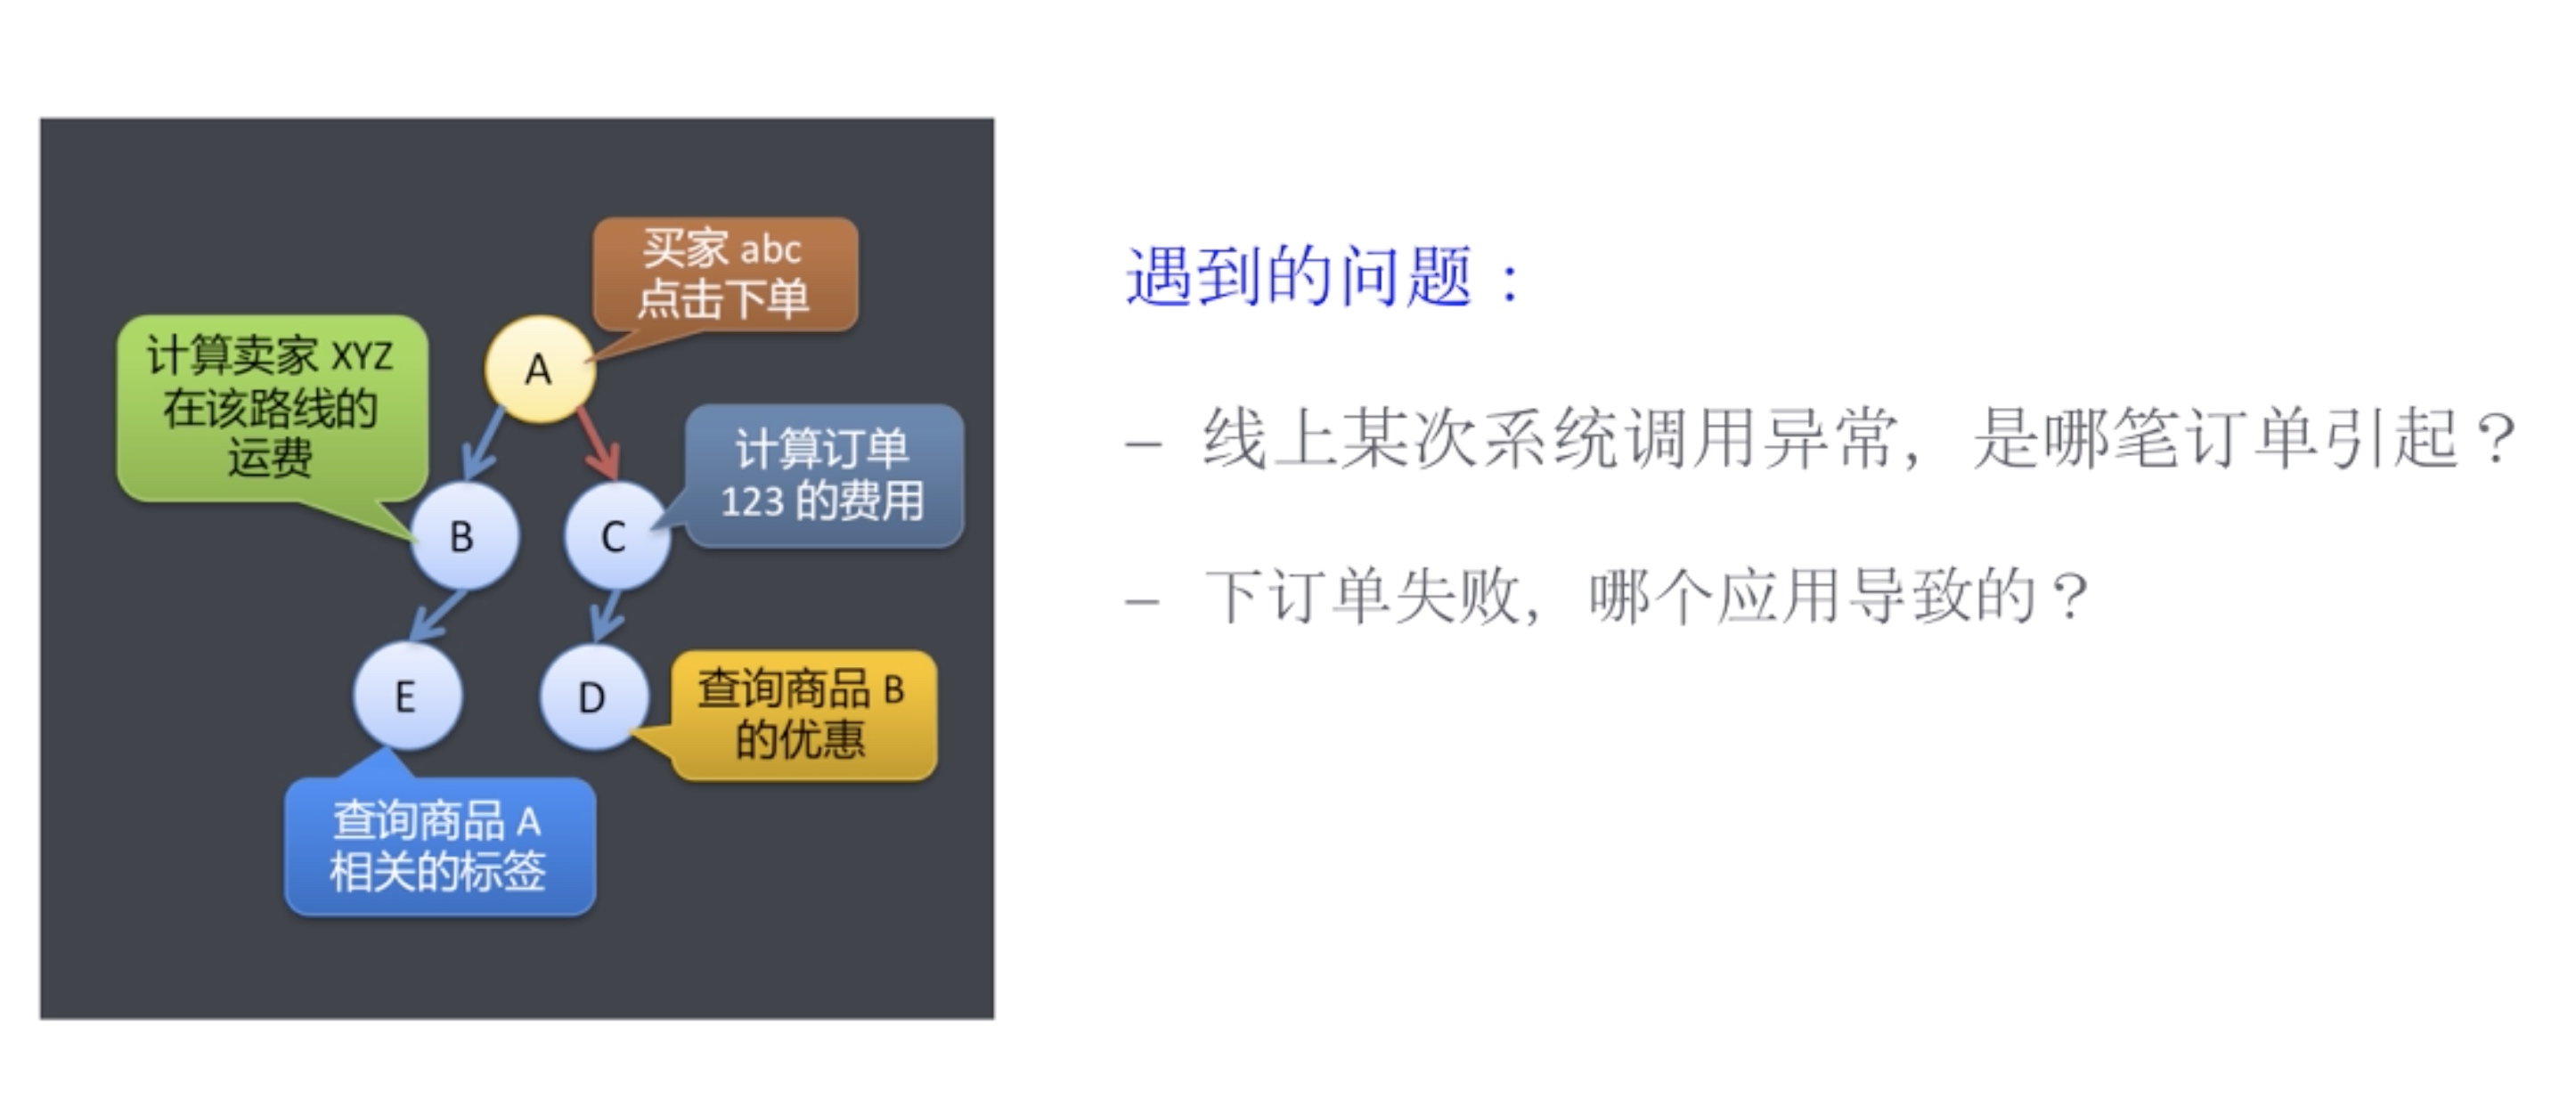 买家 abc
点击下单
计算卖家 XYZ
在该路线的
运费
A
计算订单
123 的费用
B
C
E
D
查询商品 B
的优惠
查询商品 A
相关的标签
遇到的问题：
– 线上某次系统调用异常，是哪笔订单引起？
– 下订单失败，哪个应用导致的？